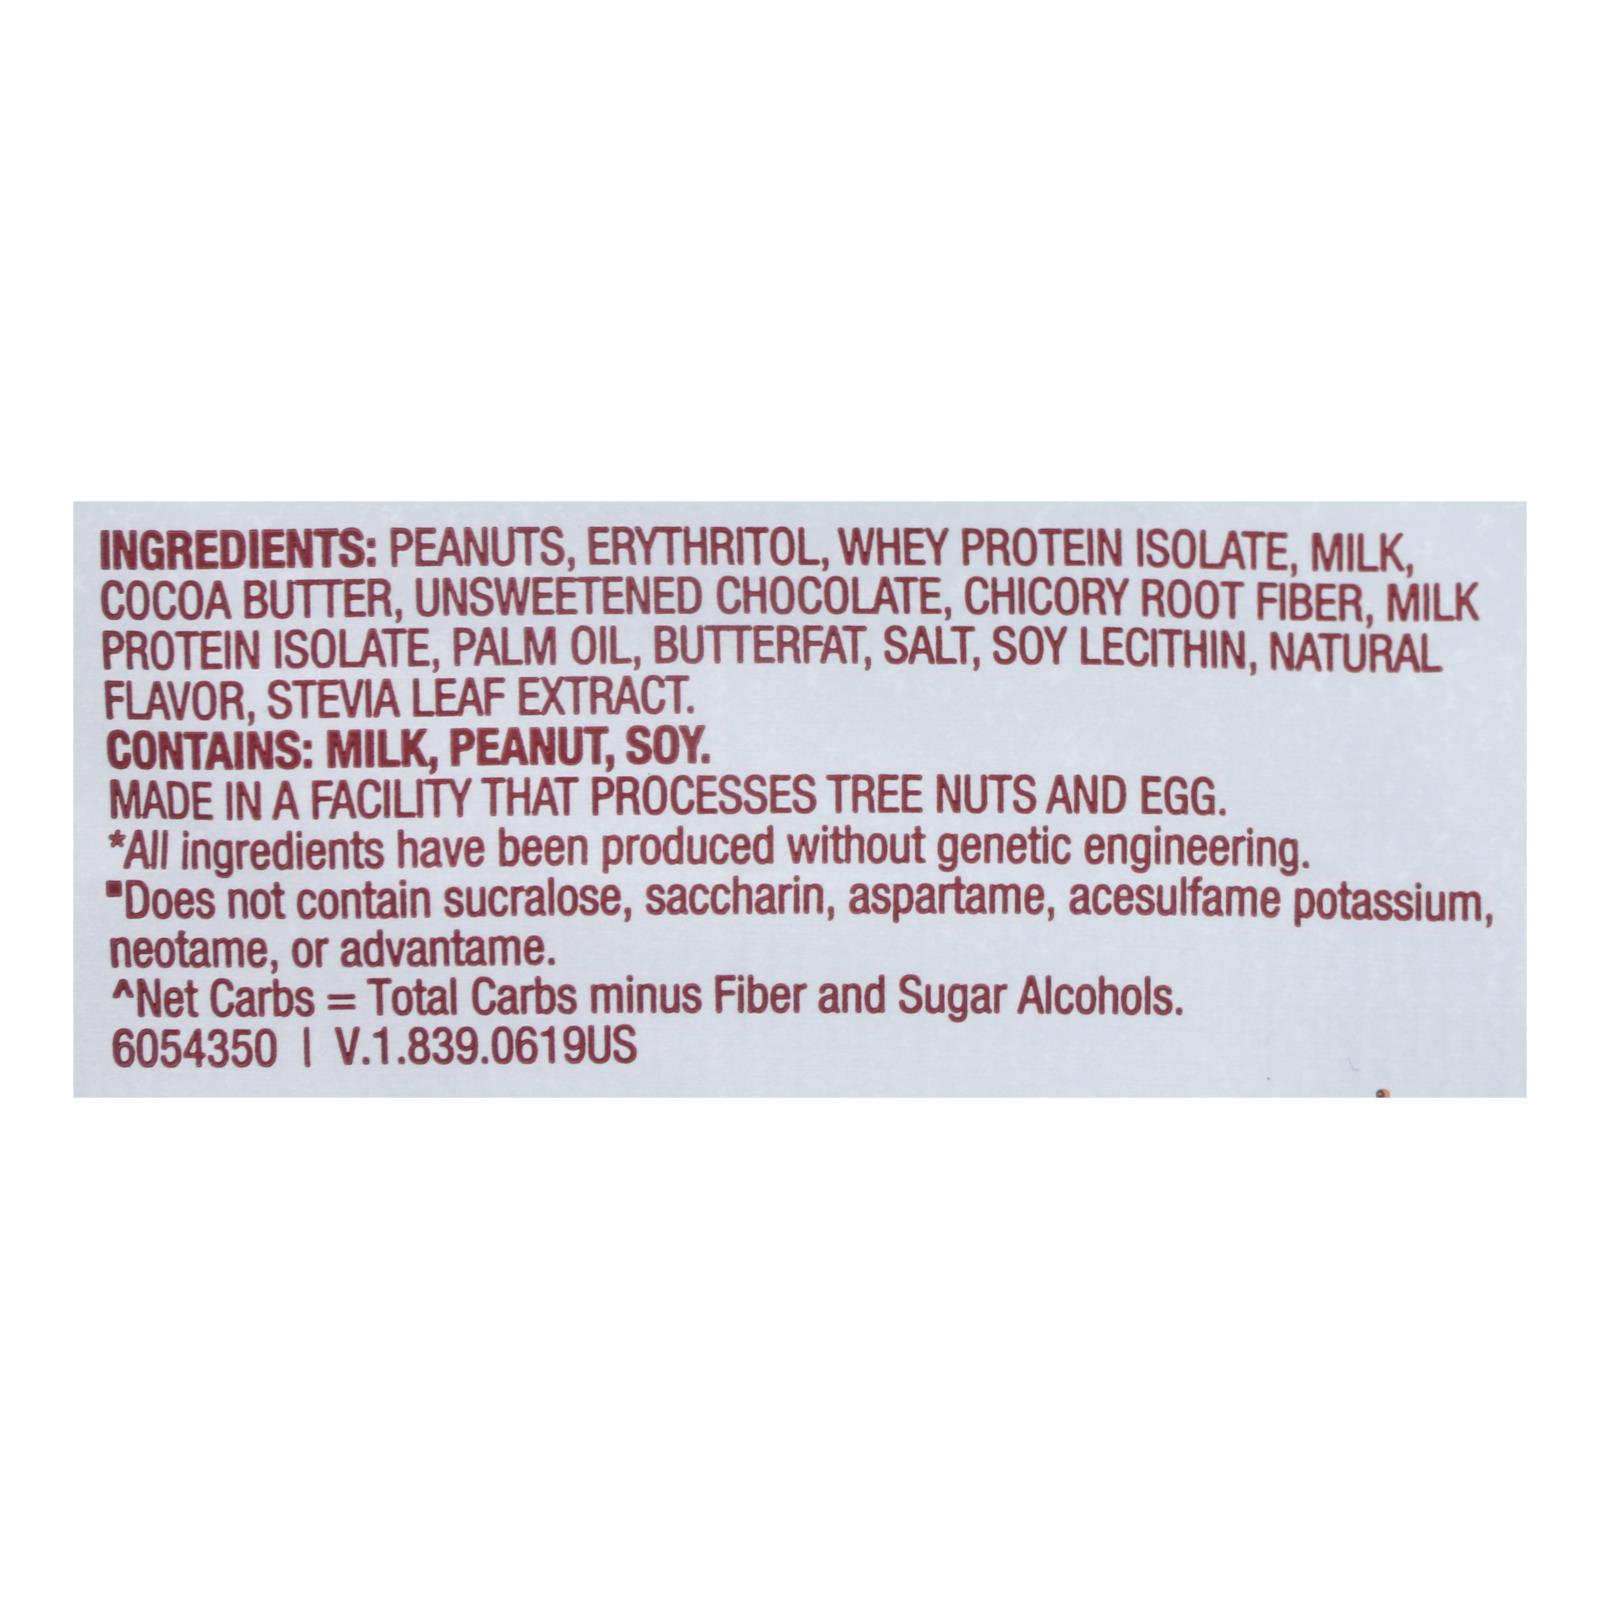 INGREDIENTS: PEANUTS, ERYTHRITOL, WHEY PROTEIN ISOLATE, MILK,
COCOA BUTTER, UNSWEETENED CHOCOLATE, CHICORY ROOT FIBER, MILK
PROTEIN ISOLATE, PALM OIL, BUTTERFAT, SALT, SOY LECITHIN, NATURAL
FLAVOR, STEVIA LEAF EXTRACT.
CONTAINS: MILK, PEANUT, SOY.
MADE IN A FACILITY THAT PROCESSES TREE NUTS AND EGG.
*All ingredients have been produced without genetic engineering.
▪Does not contain sucralose, saccharin, aspartame, acesulfame potassium,
neotame, or advantame.
^Net Carbs = Total Carbs minus Fiber and Sugar Alcohols.
6054350 | V.1.839.0619US